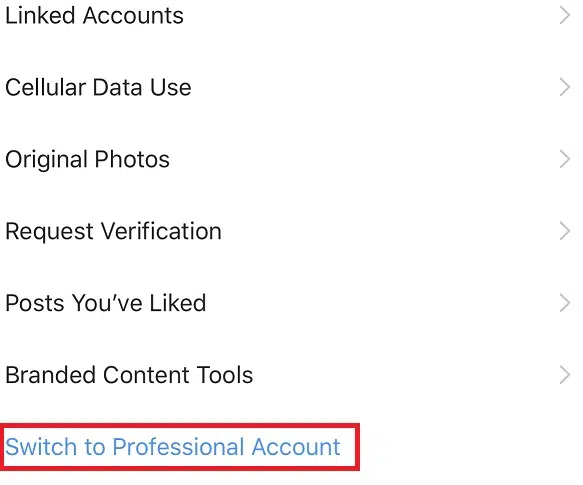 Linked Accounts
Cellular Data Use
Original Photos
Request Verification
Posts You’ve Liked
Branded Content Tools
Switch to Professional Account